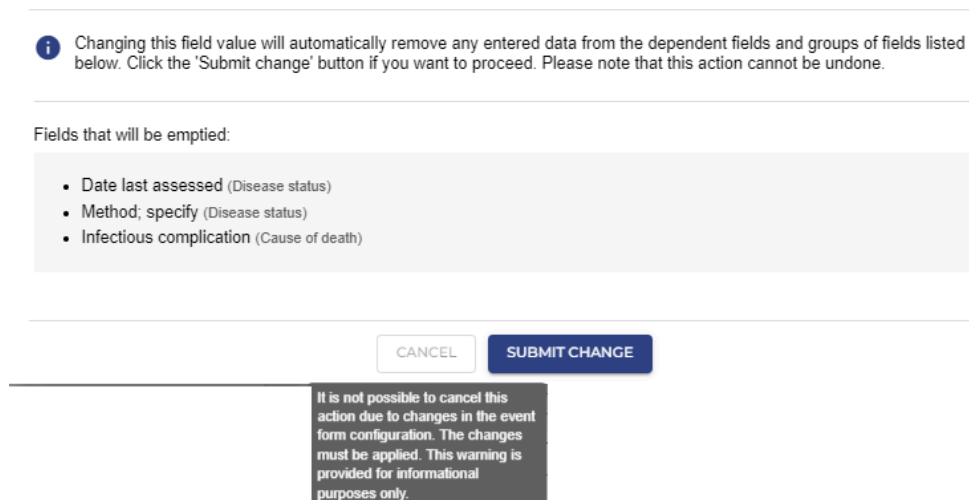 Changing this field value will automatically remove any entered data from the dependent fields and groups of fields listed
below. Click the 'Submit change' button if you want to proceed. Please note that this action cannot be undone.
Fields that will be emptied:
• Date last assessed (Disease status)
• Method; specify (Disease status)
• Infectious complication (Cause of death)
CANCEL SUBMIT CHANGE
It is not possible to cancel this
action due to changes in the event
form configuration. The changes
must be applied. This warning is
provided for informational
purposes only.